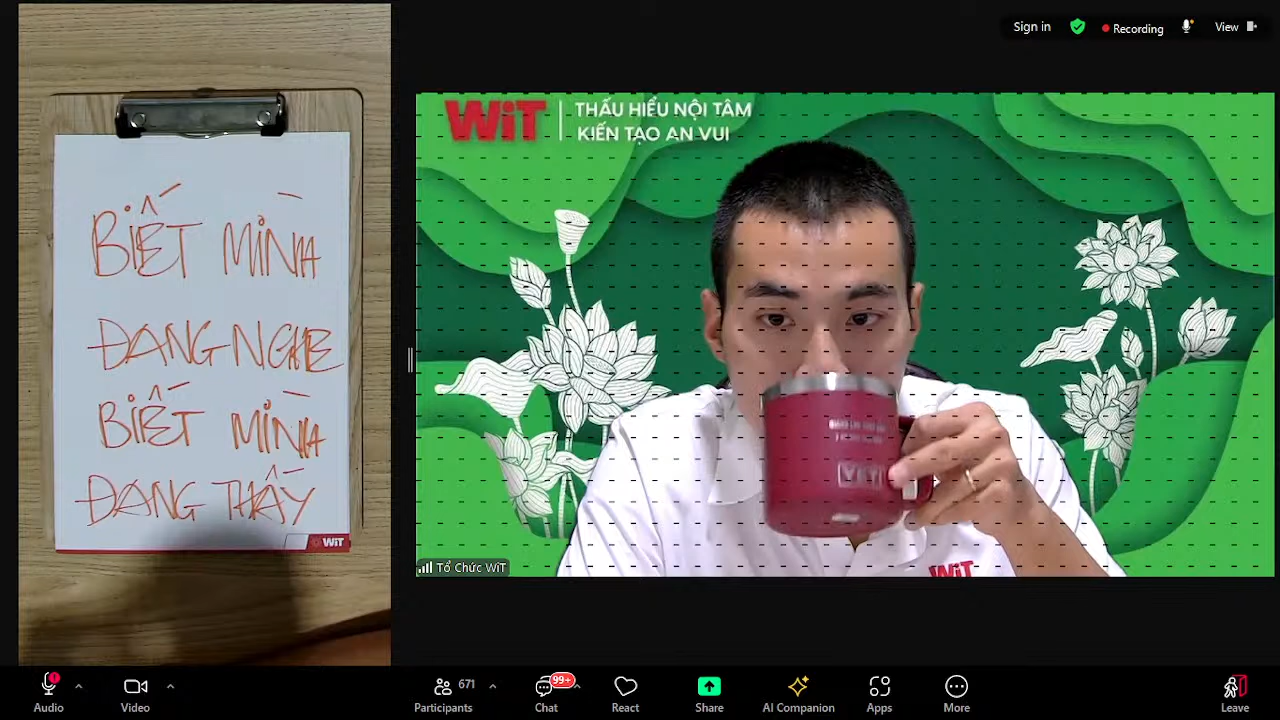 Sign in
Recording
View
WiT
THẤU HIỂU NỘI TÂM
KIẾN TẠO AN VUI
BIẾT MÌNH
ĐANG NGHE
BIẾT MÌNH
ĐANG THẤY
WiT
WiT
Tổ Chức WiT
Audio
Video
671
Participants
99+
Chat
React
Share
AI Companion
Apps
More
Leave